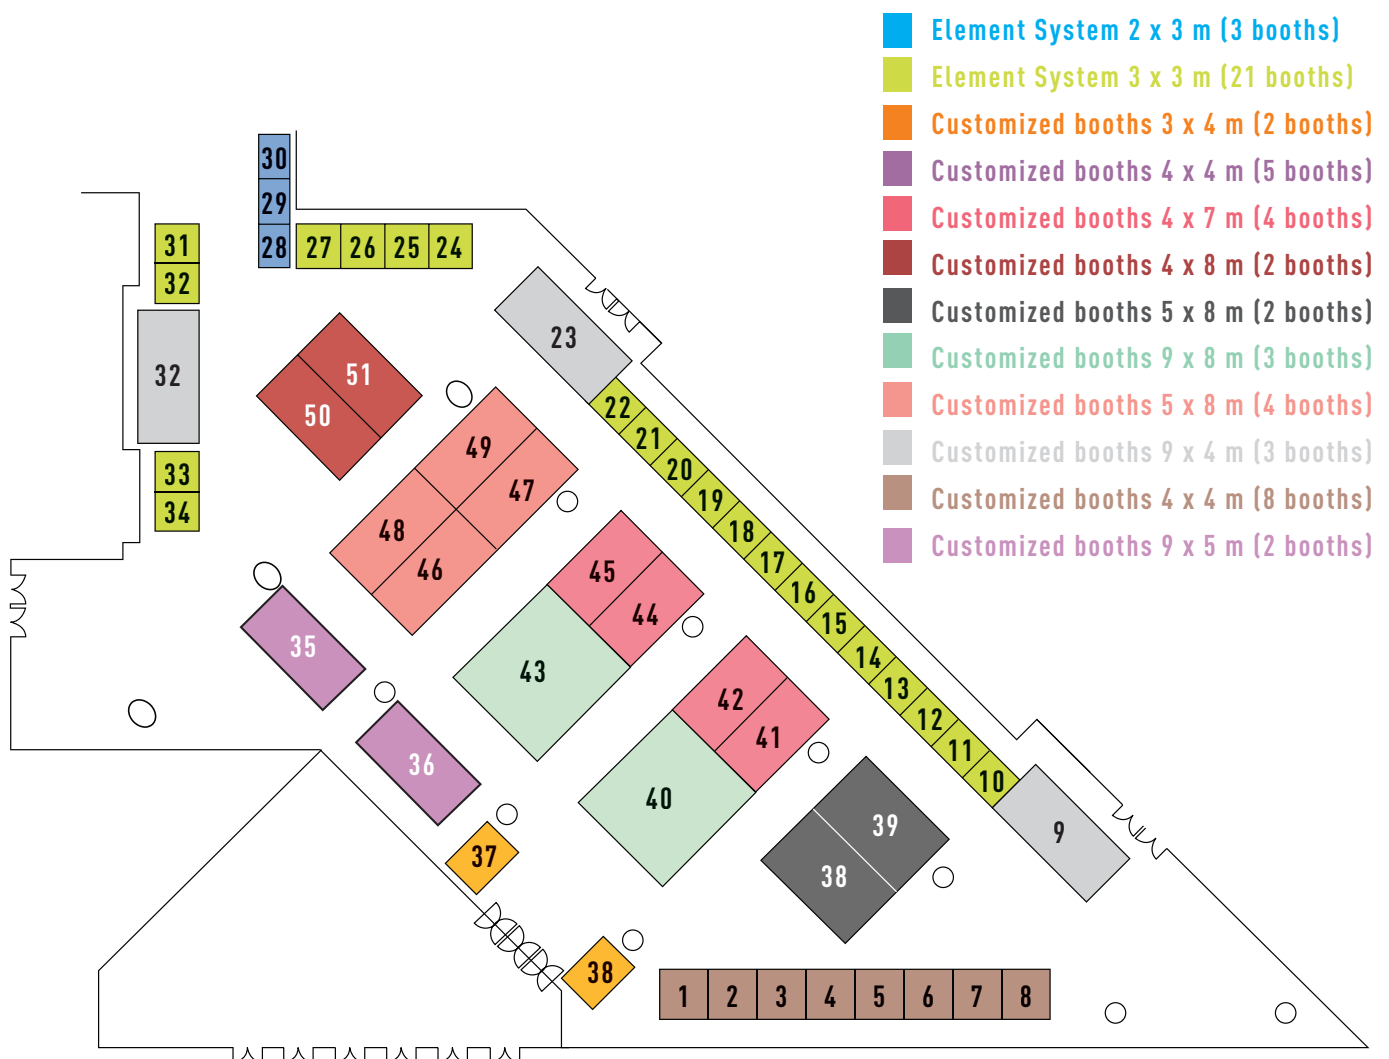 Element System 2 x 3 m (3 booths)
Element System 3 x 3 m (21 booths)
Customized booths 3 x 4 m (2 booths)
Customized booths 4 x 4 m (5 booths)
Customized booths 4 x 7 m (4 booths)
Customized booths 4 x 8 m (2 booths)
Customized booths 5 x 8 m (2 booths)
Customized booths 9 x 8 m (3 booths)
Customized booths 5 x 8 m (4 booths)
Customized booths 9 x 4 m (3 booths)
Customized booths 4 x 4 m (8 booths)
Customized booths 9 x 5 m (2 booths)
30
29
28 27 26 25 24
31
32
32
33
34
23
22
21
20
19
18
17
16
15
14
13
12
11
10
9
51
50
49
47
48
46
45
44
43
42
41
40
39
38
35
36
37
38
1 2 3 4 5 6 7 8